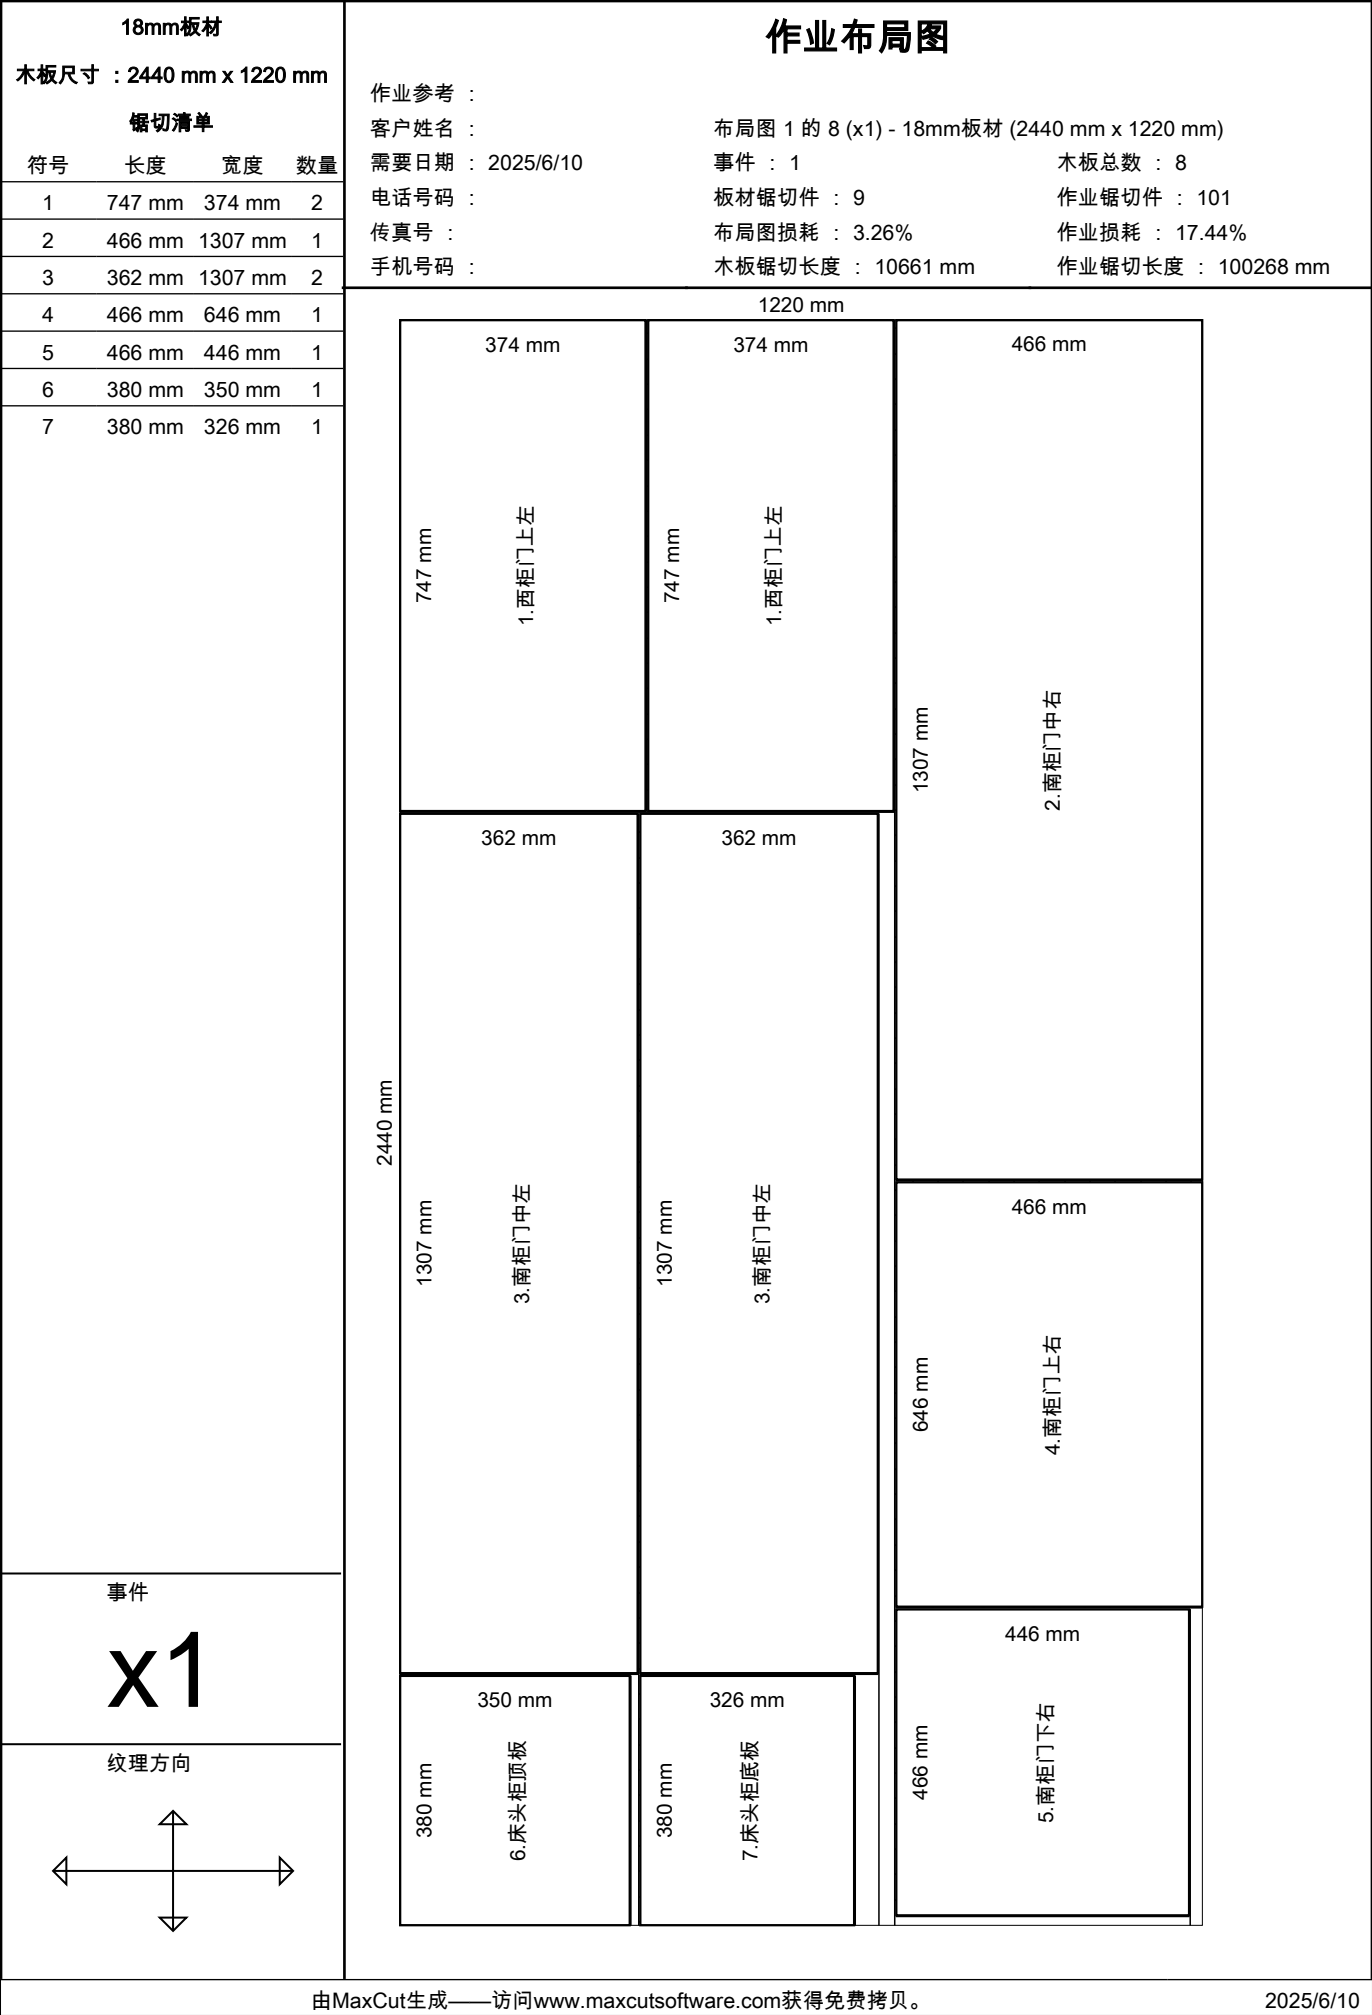 18mm板材
木板尺寸 : 2440 mm x 1220 mm
锯切清单
符号 长度 宽度 数量
1 747 mm 374 mm 2
2 466 mm 1307 mm 1
3 362 mm 1307 mm 2
4 466 mm 646 mm 1
5 466 mm 446 mm 1
6 380 mm 350 mm 1
7 380 mm 326 mm 1
事件
x1
纹理方向
作业布局图
作业参考 :
客户姓名 : 布局图 1 的 8 (x1) - 18mm板材 (2440 mm x 1220 mm)
需要日期 : 2025/6/10 事件 : 1 木板总数 : 8
电话号码 : 板材锯切件 : 9 作业锯切件 : 101
传真号 : 布局图损耗 : 3.26% 作业损耗 : 17.44%
手机号码 : 木板锯切长度 : 10661 mm 作业锯切长度 : 100268 mm
1220 mm
2440 mm
374 mm
747 mm
1.西柜门上左
374 mm
747 mm
1.西柜门上左
466 mm
1307 mm
2.南柜门中右
362 mm
1307 mm
3.南柜门中左
362 mm
1307 mm
3.南柜门中左
466 mm
646 mm
4.南柜门上右
350 mm
380 mm
6.床头柜顶板
326 mm
380 mm
7.床头柜底板
446 mm
466 mm
5.南柜门下右
由MaxCut生成——访问www.maxcutsoftware.com获得免费拷贝。 2025/6/10